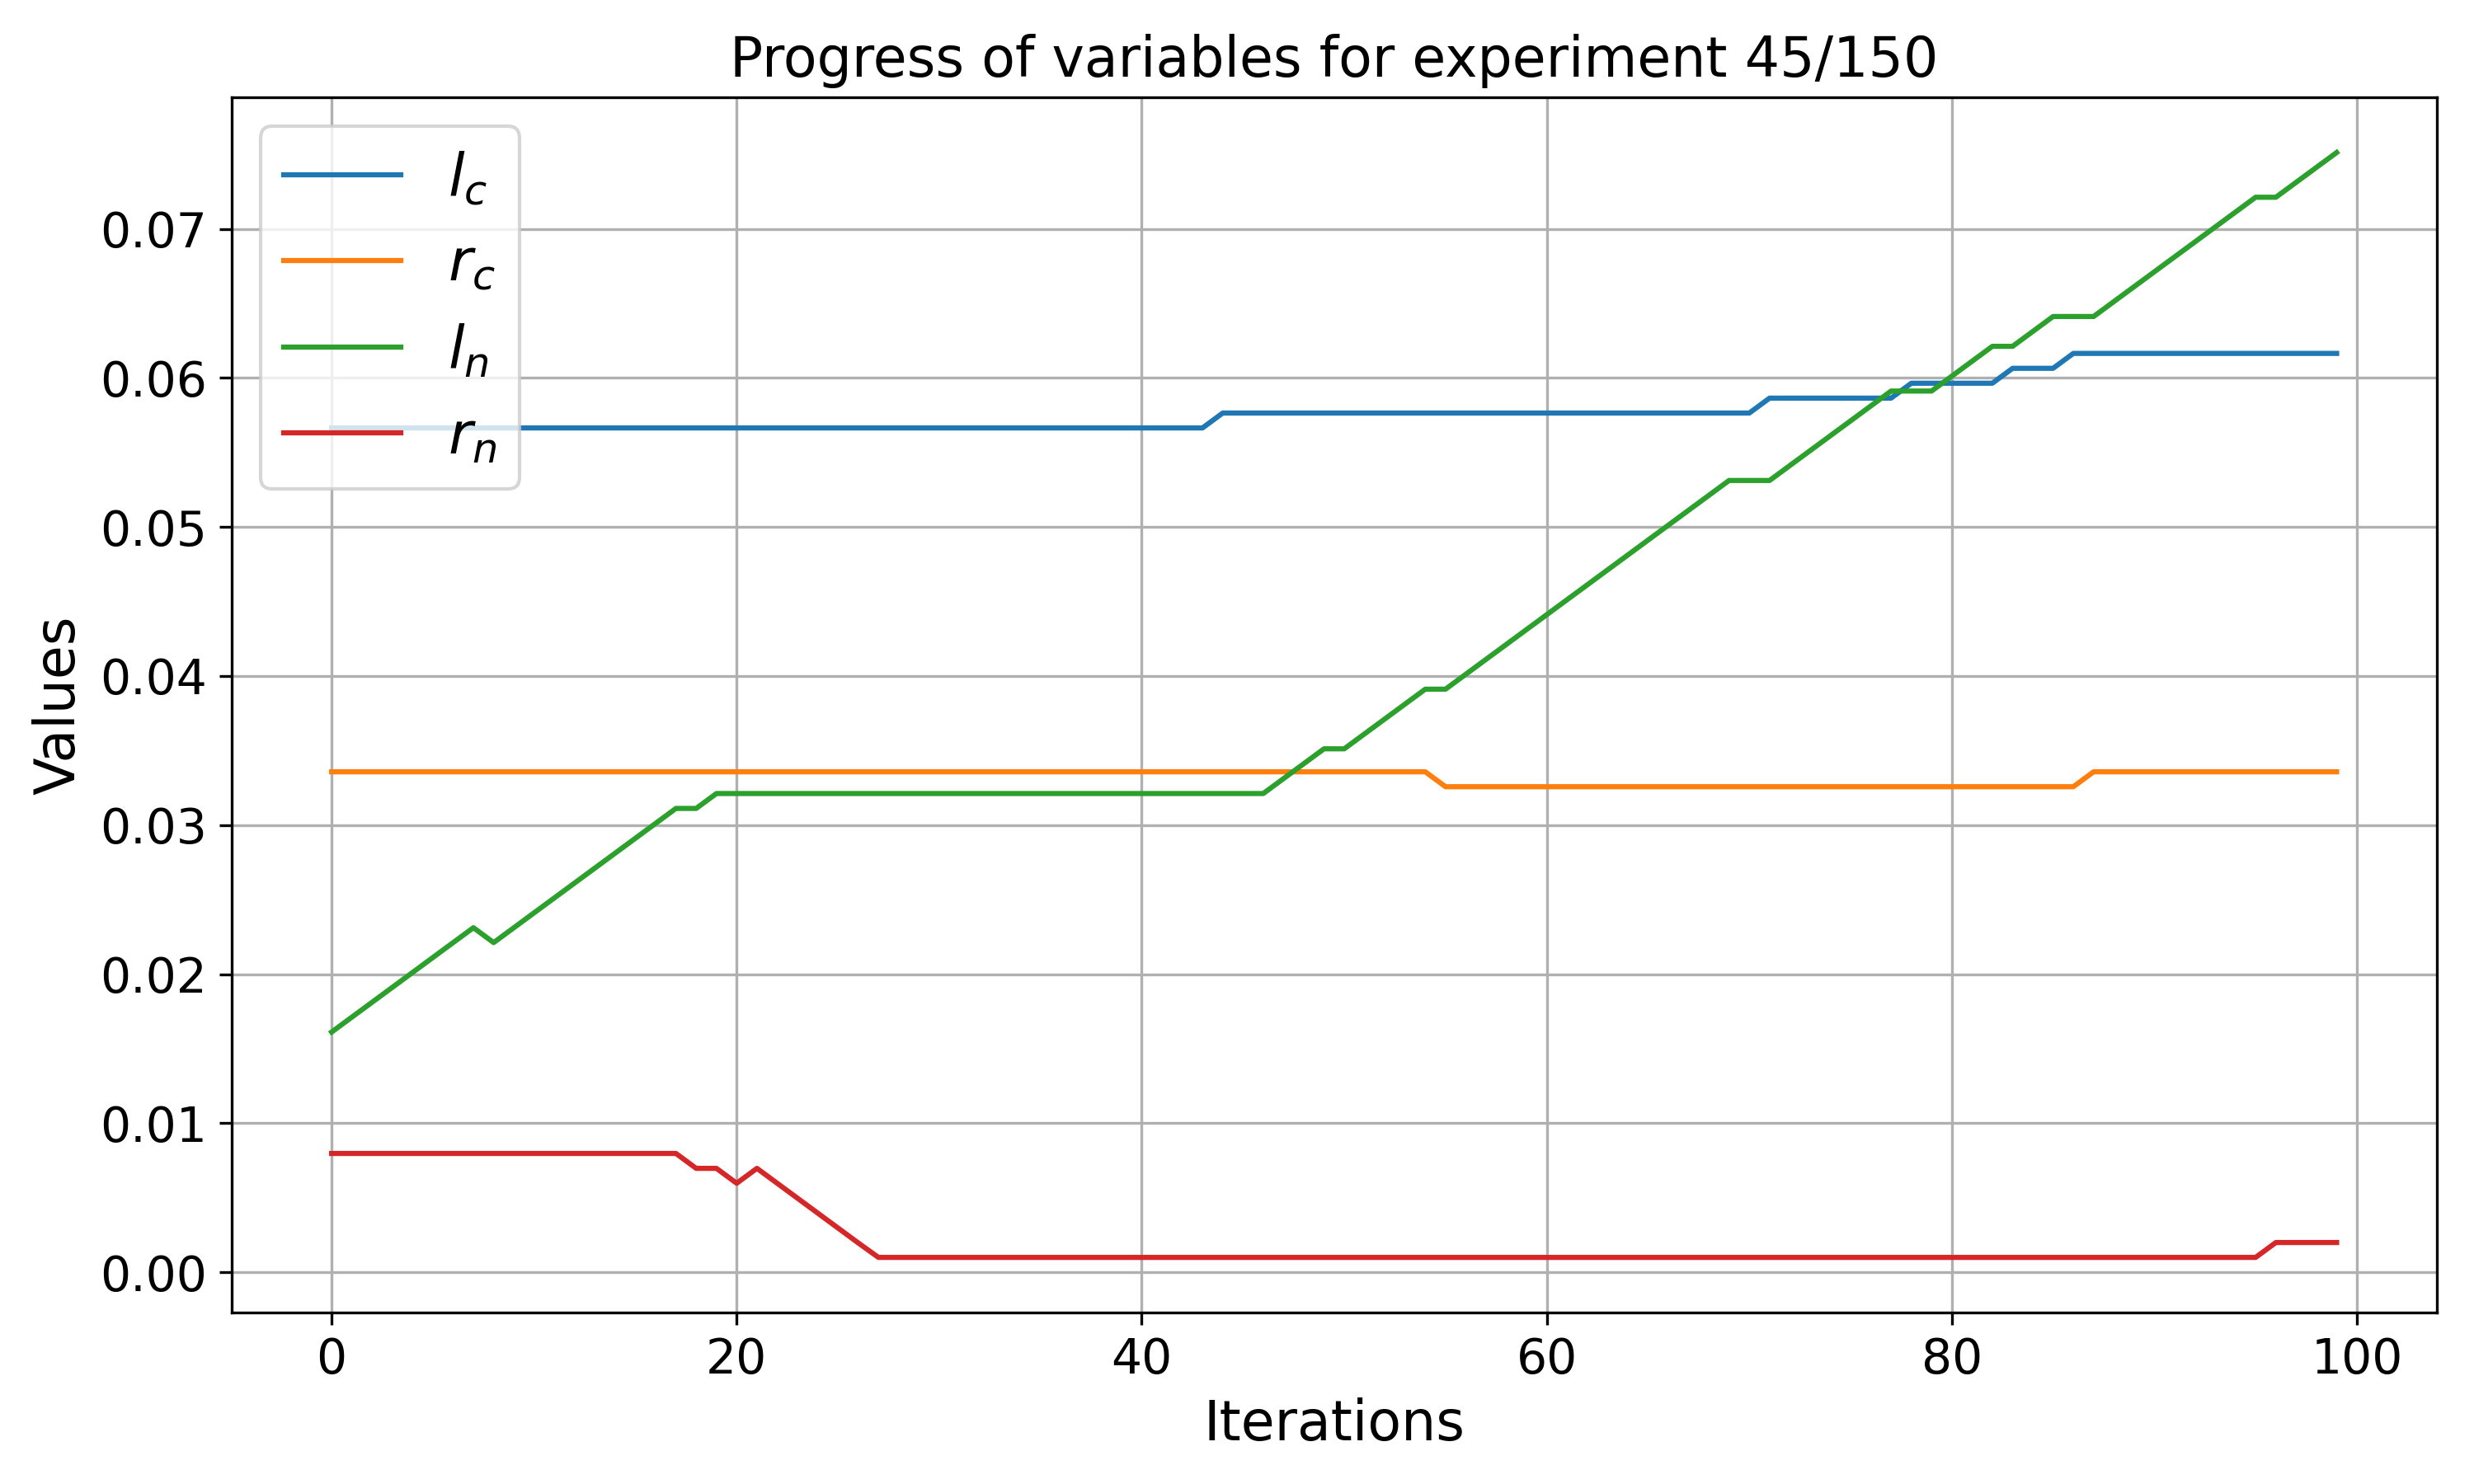 Progress of variables for experiment 45/150
l_c
r_c
l_n
r_n
0.07
0.06
0.05
0.04
0.03
0.02
0.01
0.00
Values
0 20 40 60 80 100
Iterations